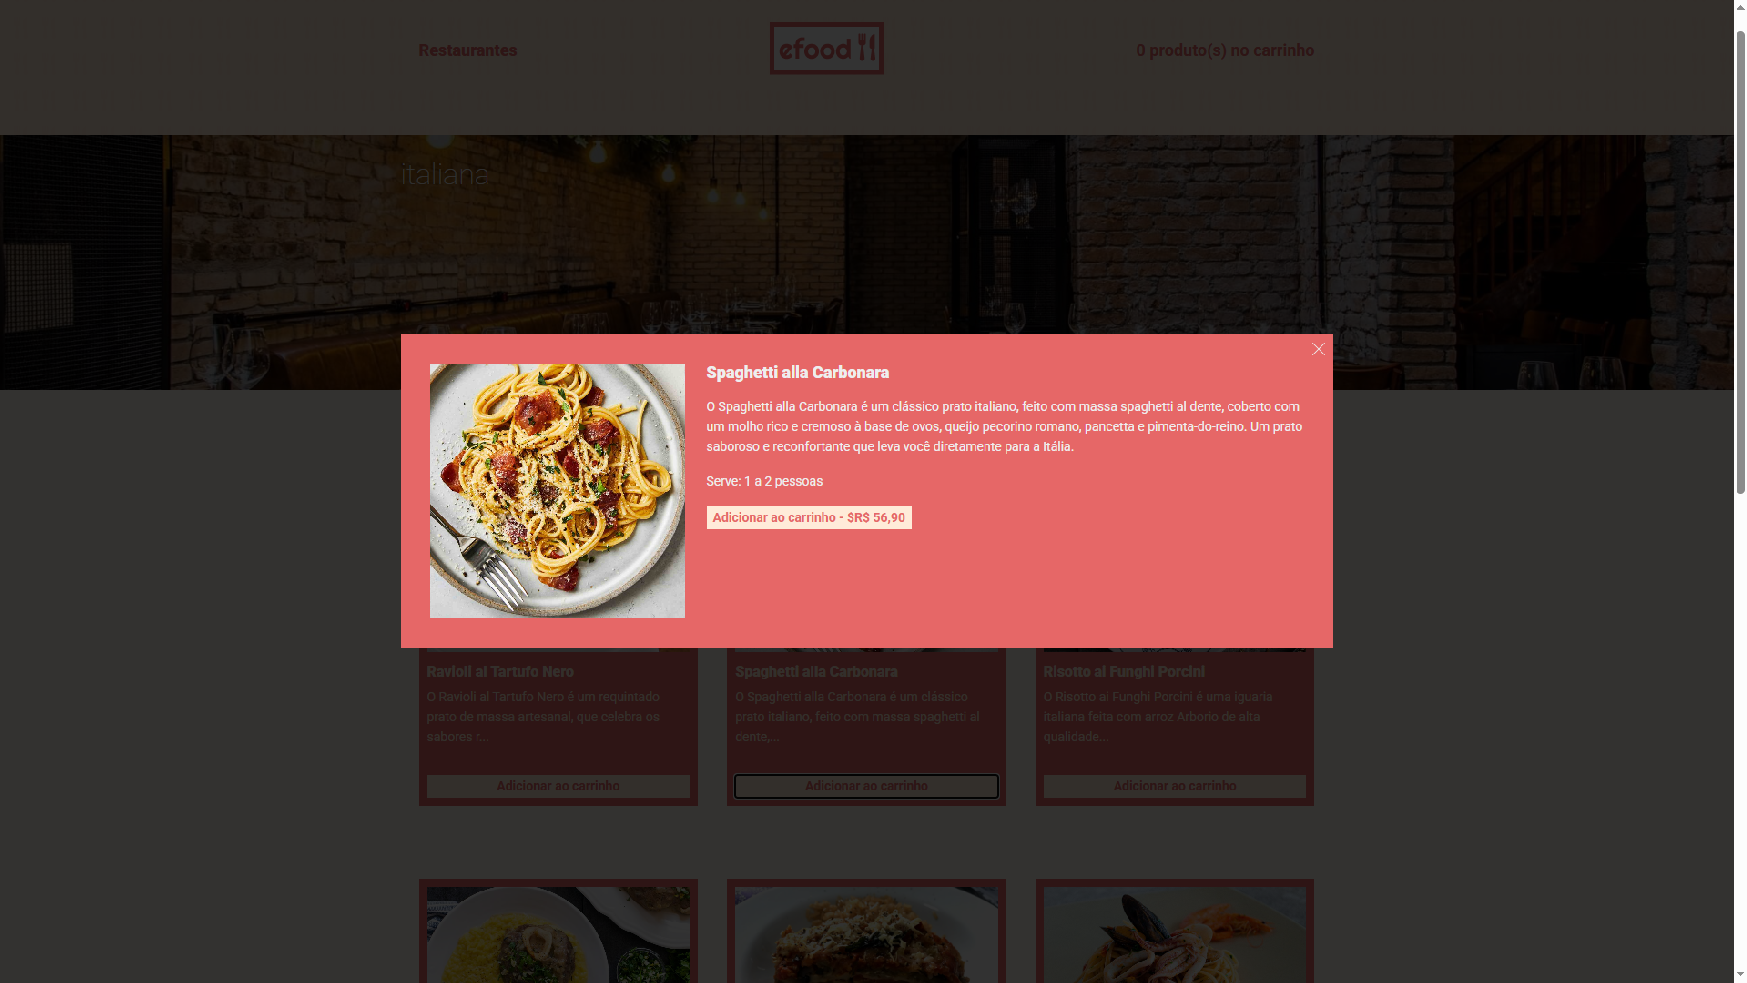 Restaurantes
efood
0 produto(s) no carrinho
italiana
Spaghetti alla Carbonara
O Spaghetti alla Carbonara é um clássico prato italiano, feito com massa spaghetti al dente, coberto com
um molho rico e cremoso à base de ovos, queijo pecorino romano, pancetta e pimenta-do-reino. Um prato
saboroso e reconfortante que leva você diretamente para a Itália.
Serve: 1 a 2 pessoas
Adicionar ao carrinho - $R$ 56,90
Ravioli al Tartufo Nero
O Ravioli al Tartufo Nero é um requintado
prato de massa artesanal, que celebra os
sabores r...
Adicionar ao carrinho
Spaghetti alla Carbonara
O Spaghetti alla Carbonara é um clássico
prato italiano, feito com massa spaghetti al
dente,...
Adicionar ao carrinho
Risotto ai Funghi Porcini
O Risotto ai Funghi Porcini é uma iguaria
italiana feita com arroz Arborio de alta
qualidade...
Adicionar ao carrinho